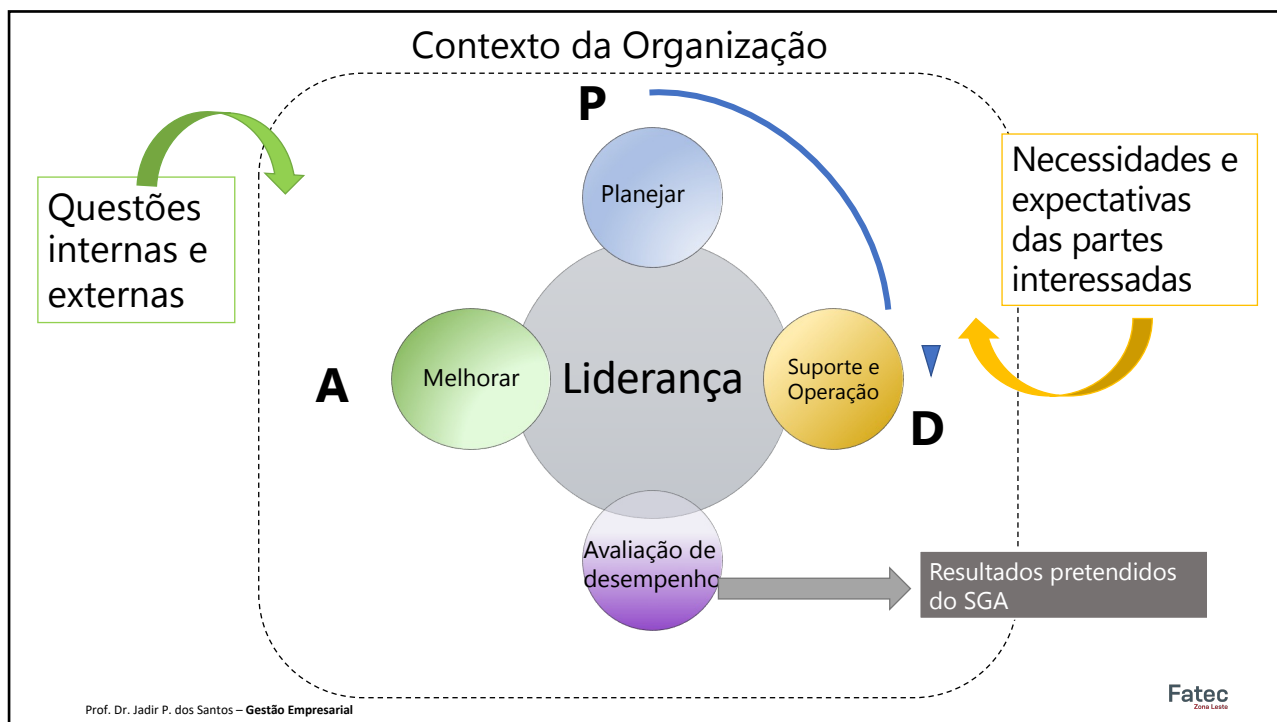 Contexto da Organização
P
Planejar
Questões
internas e
externas
Necessidades e
expectativas
das partes
interessadas
A
Melhorar
Liderança
Suporte e
Operação
D
Avaliação de
desempenho
Resultados pretendidos
do SGA
Prof. Dr. Jadir P. dos Santos – Gestão Empresarial
Fatec
Zona Leste